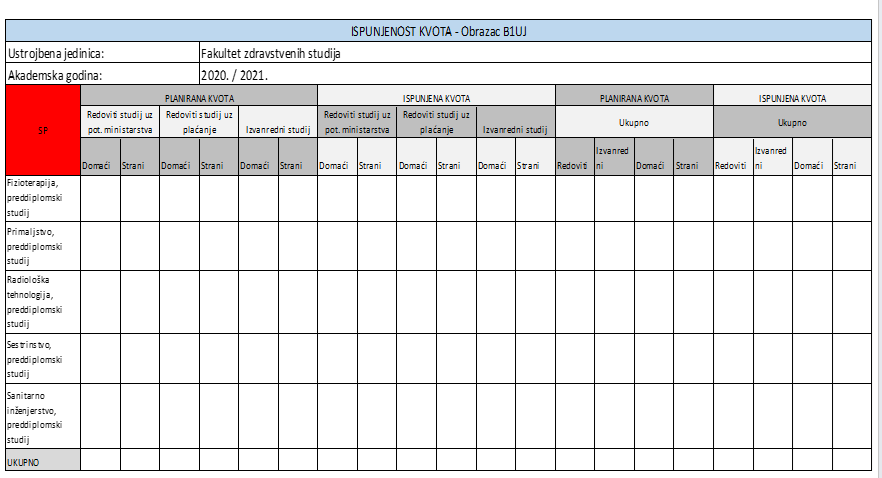 ISPUNJENOST KVOTA - Obrazac B1UJ
Ustrojbena jedinica: Fakultet zdravstvenih studija
Akademska godina: 2020. / 2021.
SP
PLANIRANA KVOTA ISPUNJENA KVOTA PLANIRANA KVOTA ISPUNJENA KVOTA
Redoviti studij uz Redoviti studij uz Redoviti studij uz Redoviti studij uz
pot. ministarstva plaćanje Izvanredni studij pot. ministarstva plaćanje Izvanredni studij Ukupno Ukupno
Izvanred Izvanred
Domaći Strani Domaći Strani Domaći Strani Domaći Strani Domaći Strani Domaći Strani Redoviti ni Domaći Strani Redoviti ni Domaći Strani
Fizioterapija,
preddiplomski
studij
Primaljstvo,
preddiplomski
studij
Radiološka
tehnologija,
preddiplomski
studij
Sestrinstvo,
preddiplomski
studij
Sanitarno
inženjerstvo,
preddiplomski
studij
UKUPNO